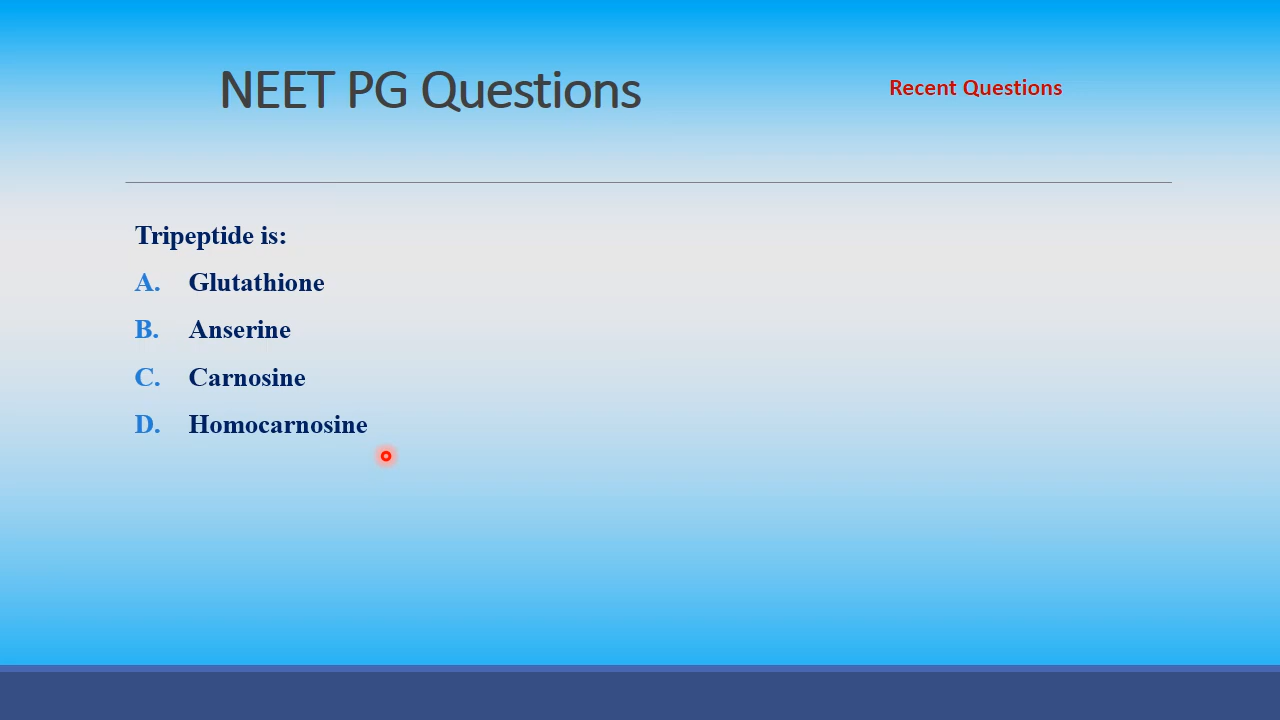 NEET PG Questions
Recent Questions
Tripeptide is:
A. Glutathione
B. Anserine
C. Carnosine
D. Homocarnosine